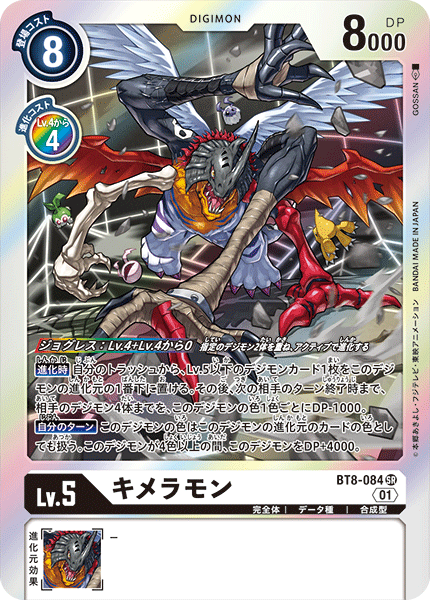 登場コスト
8
DIGIMON
DP
8000
進化コスト
Lv.4から
4
GOSSAN
©本郷あきよし・フジテレビ・東映アニメーション BANDAI MADE IN JAPAN
ジョグレス:Lv.4+Lv.4から0 指定のデジモン2体を重ね、アクティブで進化する
進化時 自分のトラッシュから、Lv.5以下のデジモンカード1枚をこのデジ
モンの進化元の1番下に置ける。その後、次の相手のターン終了時まで、
相手のデジモン4体までを、このデジモンの色1色ごとにDP-1000。
自分のターン このデジモンの色はこのデジモンの進化元のカードの色とし
ても扱う。このデジモンが4色以上の間、このデジモンをDP+4000。
BT8-084 SR
Lv.5
キメラモン
01
完全体 データ種 合成型
進化元効果
－